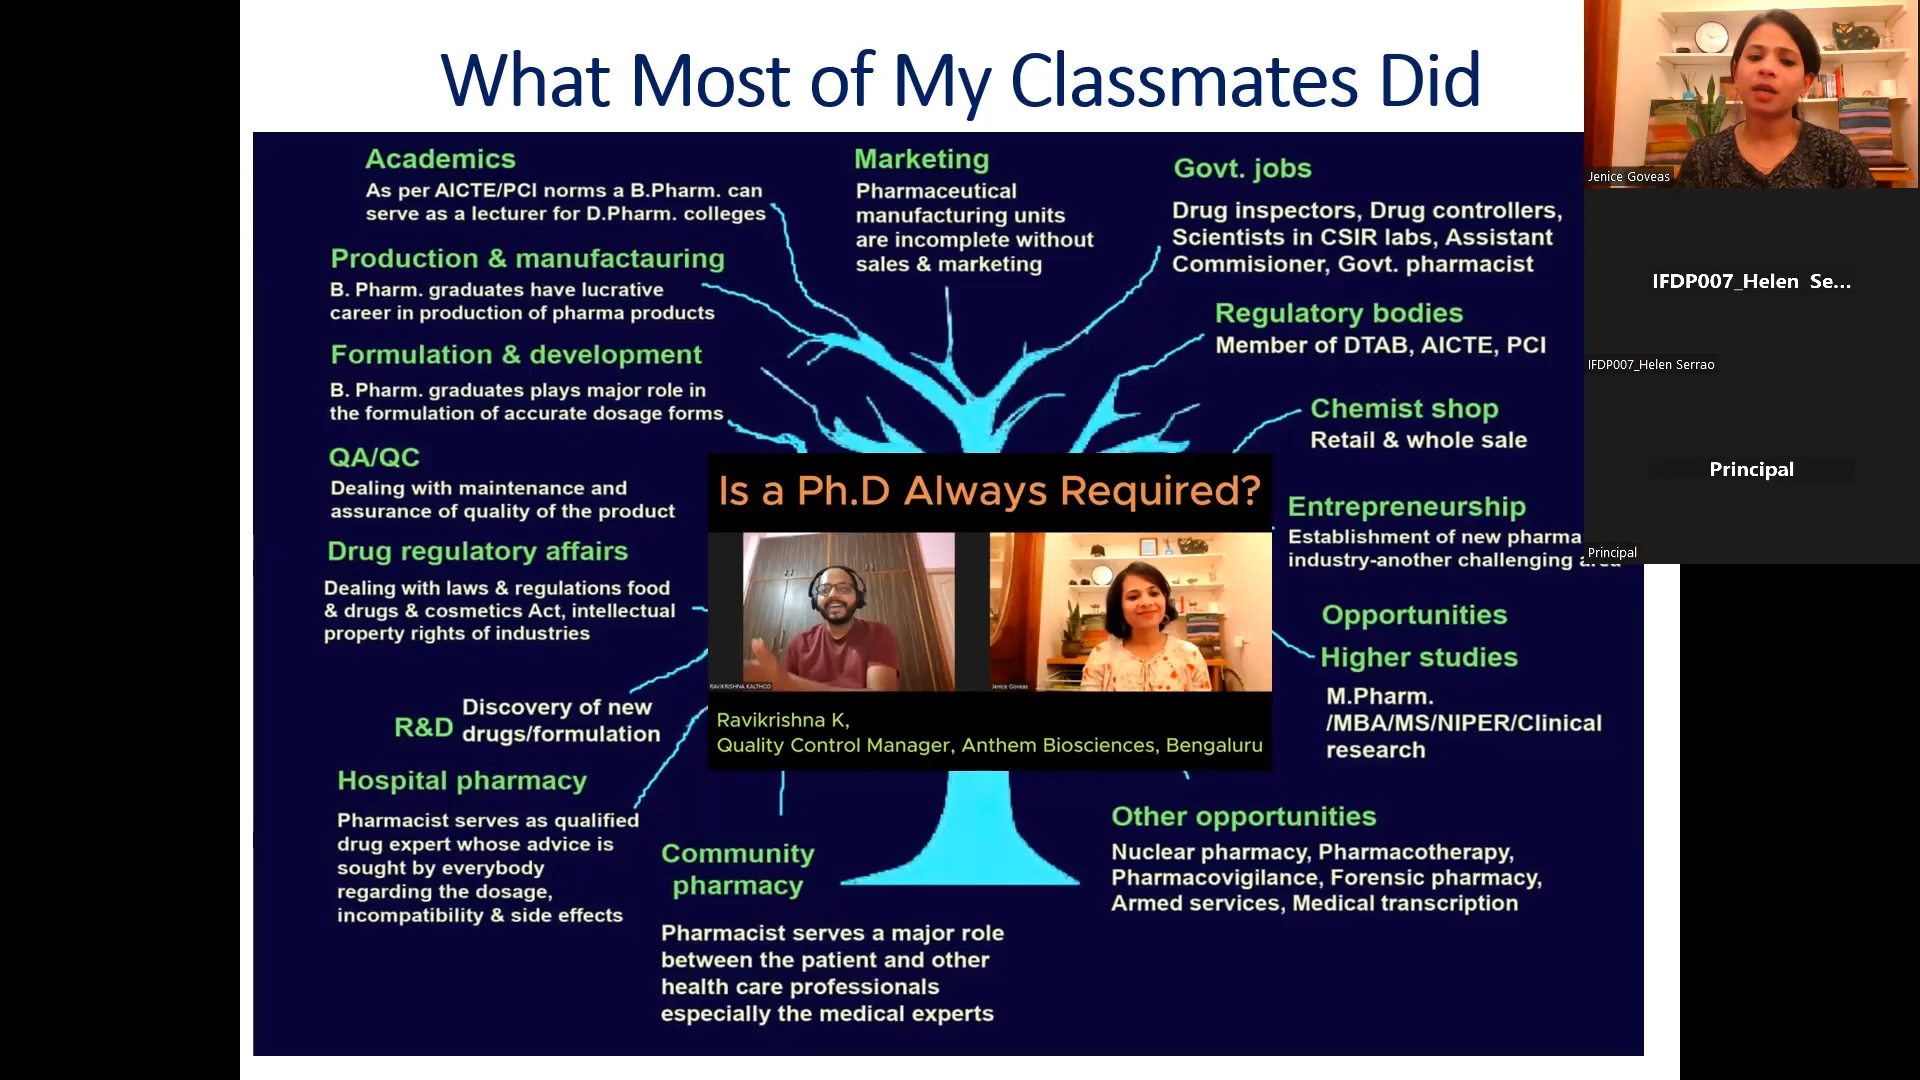 What Most of My Classmates Did
Academics
As per AICTE/PCI norms a B.Pharm. can
serve as a lecturer for D.Pharm. colleges
Production & manufactauring
B. Pharm. graduates have lucrative
career in production of pharma products
Formulation & development
B. Pharm. graduates plays major role in
the formulation of accurate dosage forms
QA/QC
Dealing with maintenance and
assurance of quality of the product
Drug regulatory affairs
Dealing with laws & regulations food
& drugs & cosmetics Act, intellectual
property rights of industries
R&D
Discovery of new
drugs/formulation
Hospital pharmacy
Pharmacist serves as qualified
drug expert whose advice is
sought by everybody
regarding the dosage,
incompatibility & side effects
Marketing
Pharmaceutical
manufacturing units
are incomplete without
sales & marketing
Is a Ph.D Always Required?
RAVIKRISHNA KALTHOD
Jenice Goveas
Ravikrishna K,
Quality Control Manager, Anthem Biosciences, Bengaluru
Community
pharmacy
Pharmacist serves a major role
between the patient and other
health care professionals
especially the medical experts
Govt. jobs
Drug inspectors, Drug controllers,
Scientists in CSIR labs, Assistant
Commisioner, Govt. pharmacist
Regulatory bodies
Member of DTAB, AICTE, PCI
Chemist shop
Retail & whole sale
Entrepreneurship
Establishment of new pharma
industry-another challenging area
Opportunities
Higher studies
M.Pharm.
/MBA/MS/NIPER/Clinical
research
Other opportunities
Nuclear pharmacy, Pharmacotherapy,
Pharmacovigilance, Forensic pharmacy,
Armed services, Medical transcription
Jenice Goveas
IFDP007_Helen Se...
IFDP007_Helen Serrao
Principal
Principal